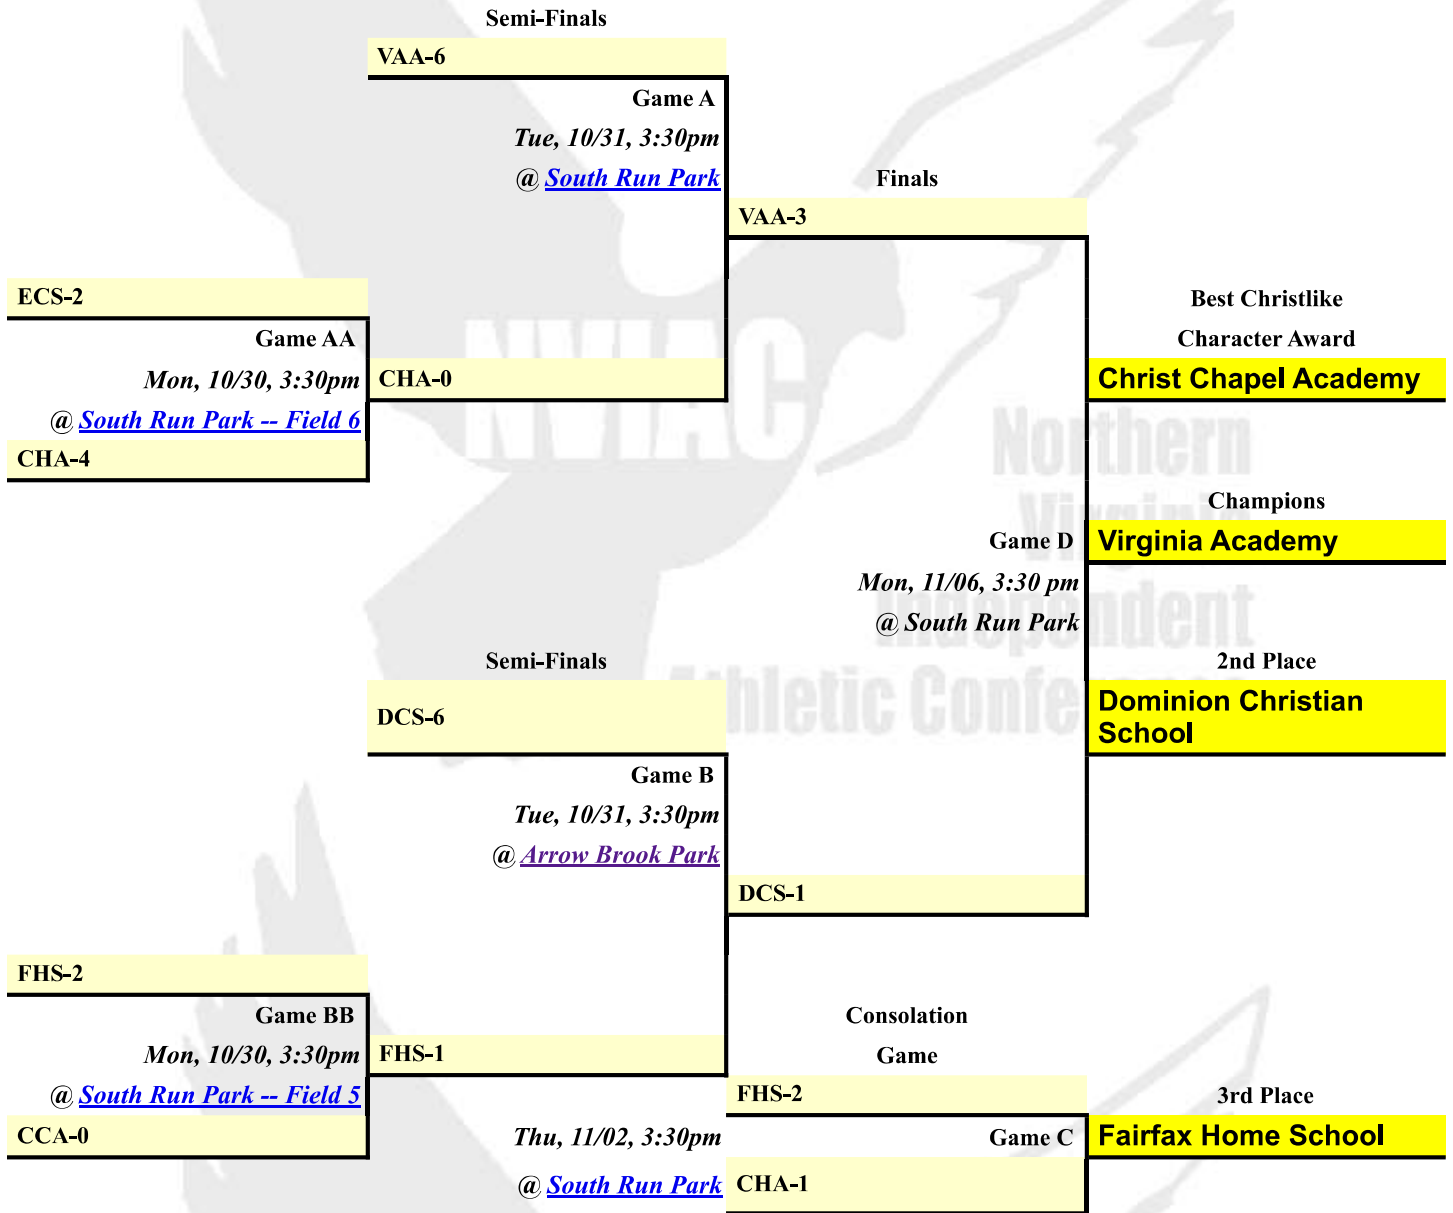 Semi-Finals
VAA-6
Game A
Tue, 10/31, 3:30pm
@ South Run Park
Finals
VAA-3
ECS-2
Game AA
Mon, 10/30, 3:30pm
@ South Run Park -- Field 6
CHA-4
CHA-0
Best Christlike
Character Award
Christ Chapel Academy
Champions
Virginia Academy
Game D
Mon, 11/06, 3:30 pm
@ South Run Park
2nd Place
Dominion Christian
School
Semi-Finals
DCS-6
Game B
Tue, 10/31, 3:30pm
@ Arrow Brook Park
DCS-1
FHS-2
Game BB
Mon, 10/30, 3:30pm
@ South Run Park -- Field 5
CCA-0
FHS-1
Consolation
Game
FHS-2
Thu, 11/02, 3:30pm
Game C
@ South Run Park
CHA-1
3rd Place
Fairfax Home School
NVIAC
Northern
Virginia
Independent
Athletic Conference